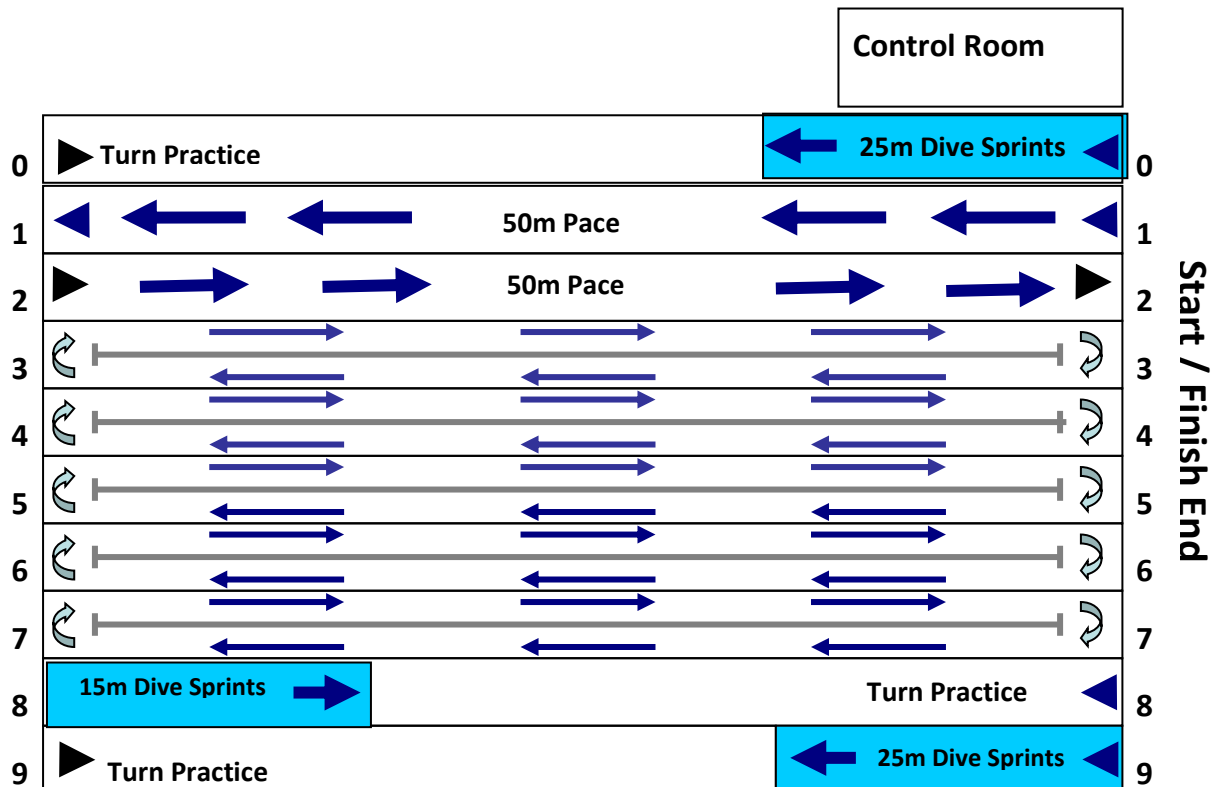 Control Room
0 Turn Practice 25m Dive Sprints 0
1 50m Pace 1
2 50m Pace 2
3 3
4 4
5 5
6 6
7 7
8 15m Dive Sprints Turn Practice 8
9 Turn Practice 25m Dive Sprints 9
Start / Finish End